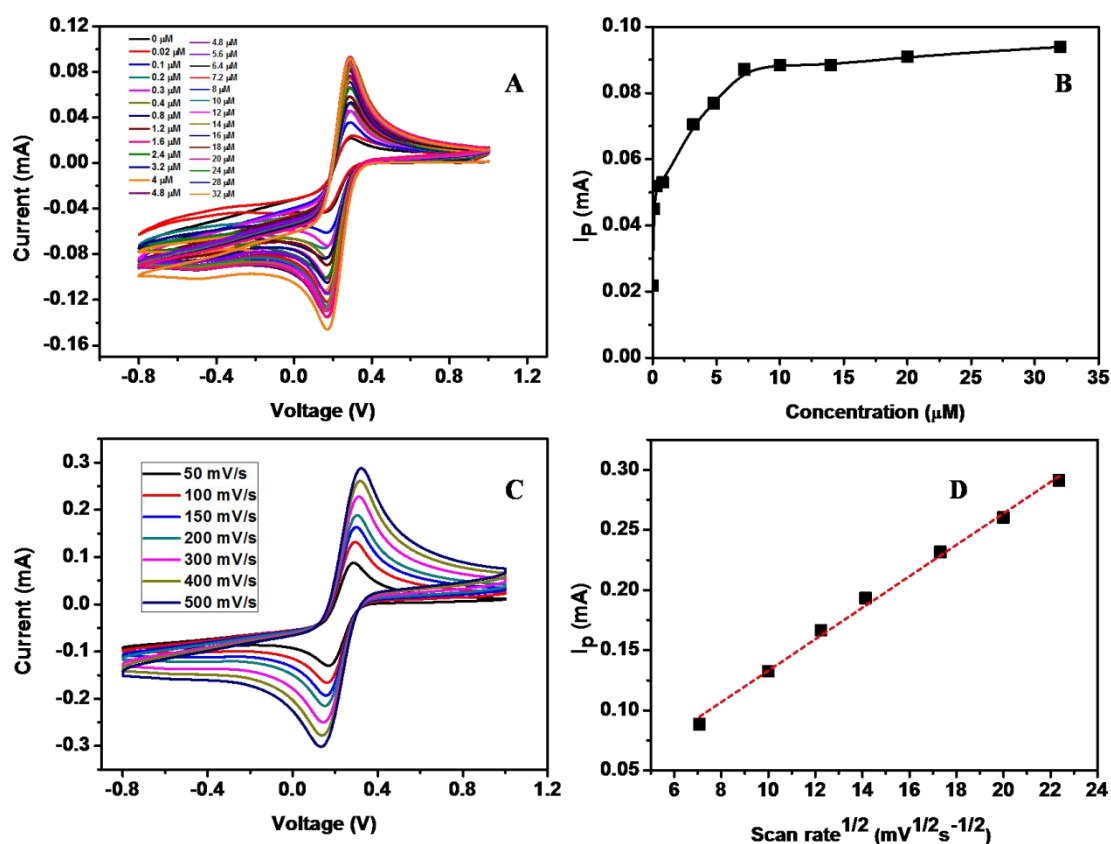 A
0 μM
0.02 μM
0.1 μM
0.2 μM
0.3 μM
0.4 μM
0.8 μM
1.2 μM
1.6 μM
2.4 μM
3.2 μM
4 μM
4.8 μM
4.8 μM
5.6 μM
6.4 μM
7.2 μM
8 μM
10 μM
12 μM
14 μM
16 μM
18 μM
20 μM
24 μM
28 μM
32 μM
0.12
0.08
0.04
0.00
-0.04
-0.08
-0.12
-0.16
Current (mA)
-0.8 -0.4 0.0 0.4 0.8 1.2
Voltage (V)
B
0.10
0.08
0.06
0.04
0.02
0.00
Ip (mA)
0 5 10 15 20 25 30 35
Concentration (μM)
C
50 mV/s
100 mV/s
150 mV/s
200 mV/s
300 mV/s
400 mV/s
500 mV/s
0.3
0.2
0.1
0.0
-0.1
-0.2
-0.3
Current (mA)
-0.8 -0.4 0.0 0.4 0.8 1.2
Voltage (V)
D
0.30
0.25
0.20
0.15
0.10
0.05
Ip (mA)
6 8 10 12 14 16 18 20 22 24
Scan rate^1/2 (mV^1/2s^-1/2)